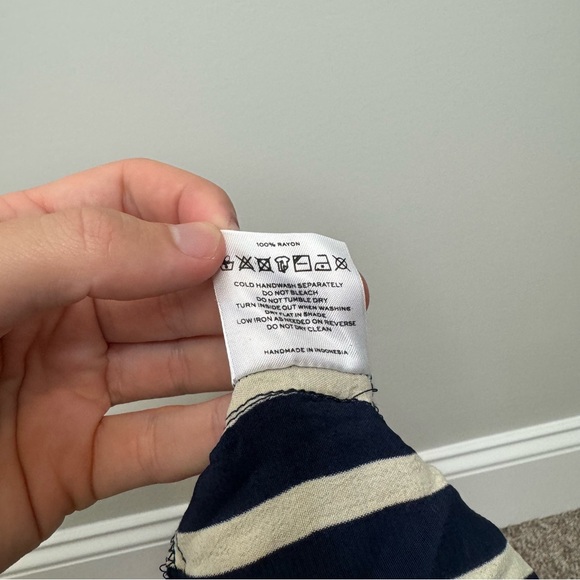 100% RAYON
COLD HANDWASH SEPARATELY
DO NOT BLEACH
DO NOT TUMBLE DRY
TURN INSIDE OUT WHEN WASHING
DRY FLAT IN SHADE
LOW IRON AS NEEDED ON REVERSE
DO NOT DRY CLEAN
HANDMADE IN INDONESIA